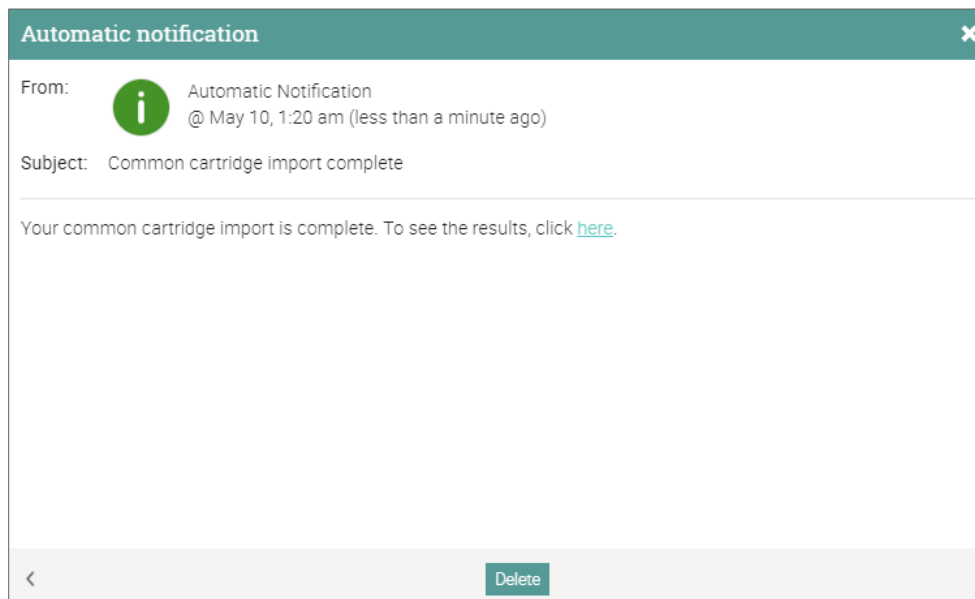 Automatic notification
From:
Automatic Notification
@ May 10, 1:20 am (less than a minute ago)
Subject: Common cartridge import complete
Your common cartridge import is complete. To see the results, click here.
Delete